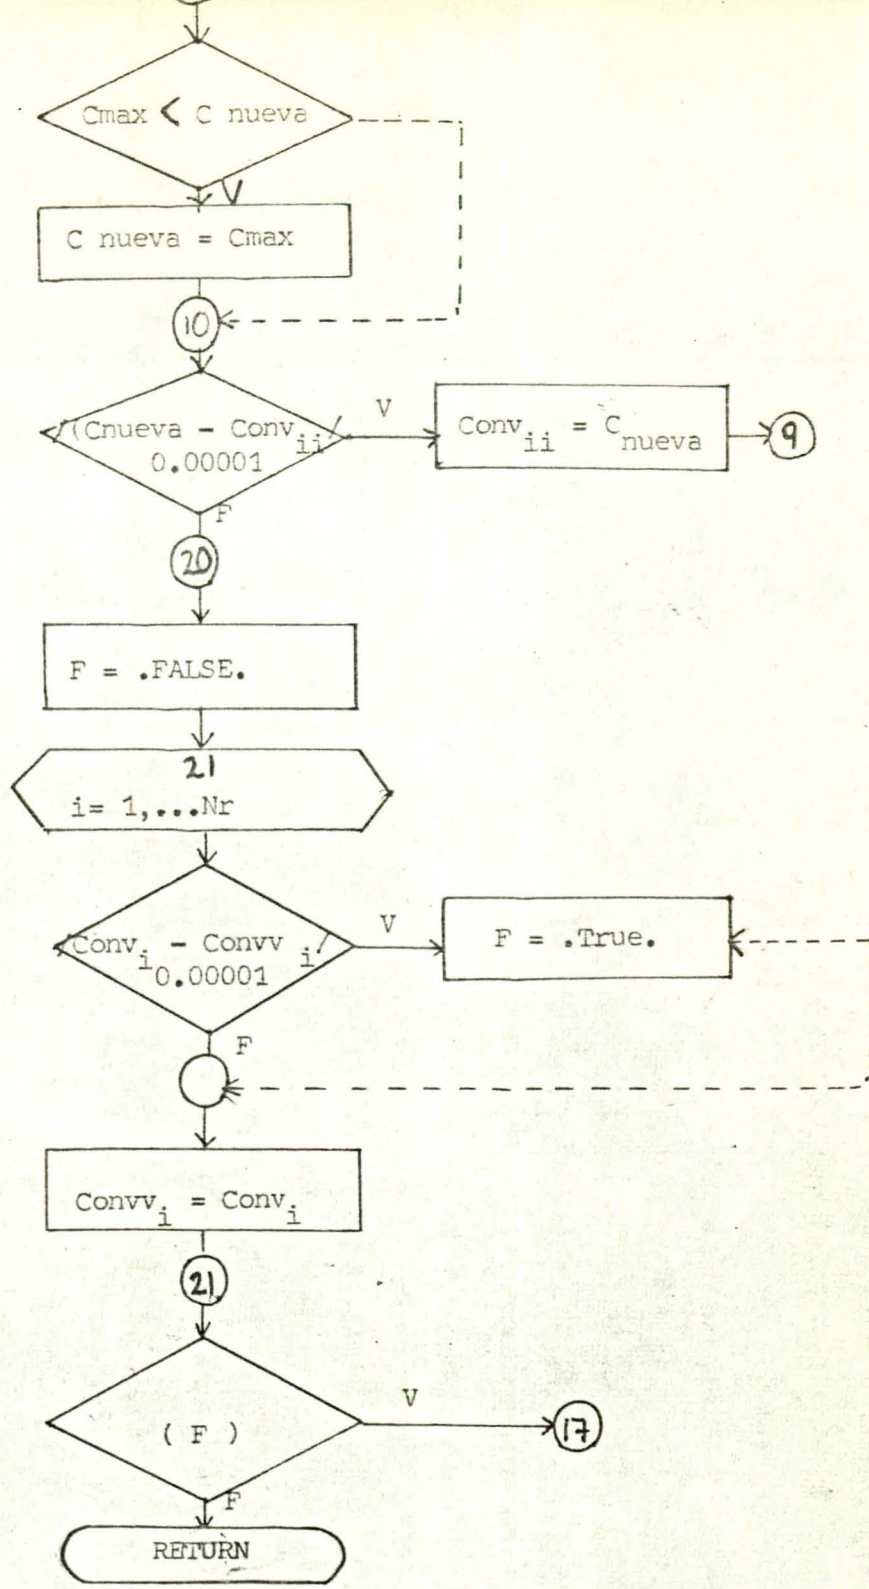 Cmax < C nueva
V
C nueva = Cmax
10
/(Cnueva - Conv ii/
0.00001
V
Conv ii = C nueva
9
F
20
F = .FALSE.
21
i= 1,...Nr
/Conv i - Convv i/
0.00001
V
F = .True.
F
Convv i = Conv i
21
( F )
V
17
F
RETURN